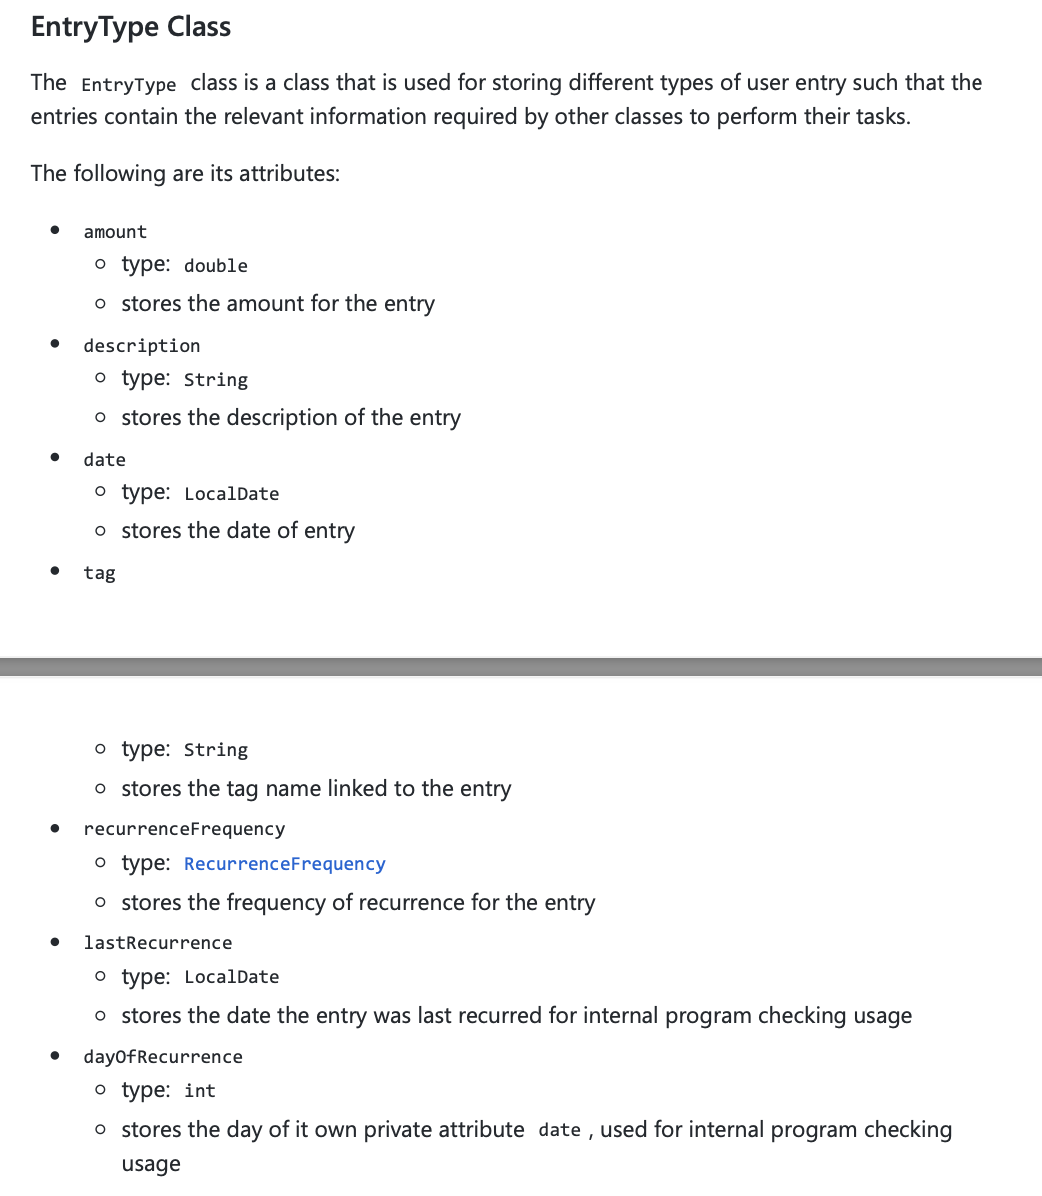 EntryType Class
The EntryType class is a class that is used for storing different types of user entry such that the
entries contain the relevant information required by other classes to perform their tasks.
The following are its attributes:
• amount
○ type: double
○ stores the amount for the entry
• description
○ type: String
○ stores the description of the entry
• date
○ type: LocalDate
○ stores the date of entry
• tag
○ type: String
○ stores the tag name linked to the entry
• recurrenceFrequency
○ type: RecurrenceFrequency
○ stores the frequency of recurrence for the entry
• lastRecurrence
○ type: LocalDate
○ stores the date the entry was last recurred for internal program checking usage
• dayOfRecurrence
○ type: int
○ stores the day of it own private attribute date , used for internal program checking
usage